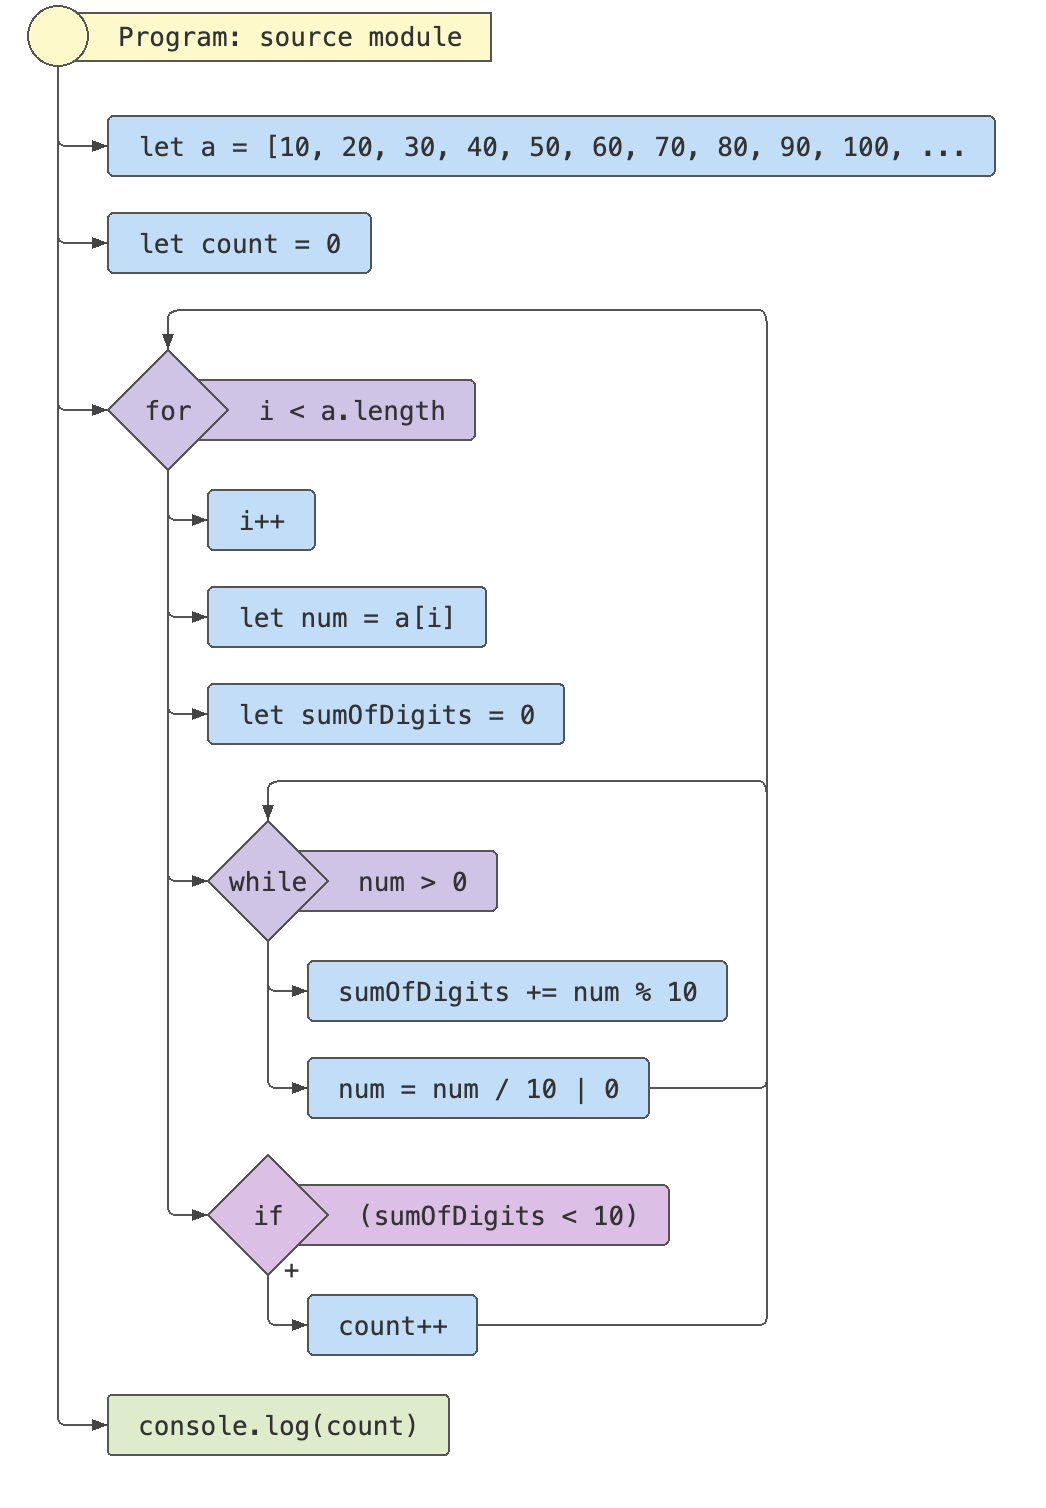 Program: source module
let a = [10, 20, 30, 40, 50, 60, 70, 80, 90, 100, ...
let count = 0
for
i < a.length
i++
let num = a[i]
let sumOfDigits = 0
while
num > 0
sumOfDigits += num % 10
num = num / 10 | 0
if
(sumOfDigits < 10)
+
count++
console.log(count)